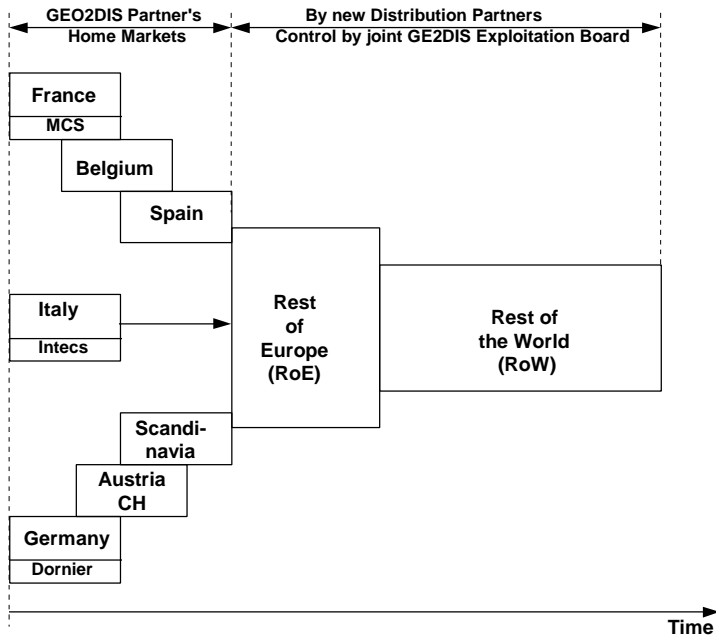 GEO2DIS Partner's
Home Markets
By new Distribution Partners
Control by joint GE2DIS Exploitation Board
France
MCS
Belgium
Spain
Italy
Intecs
Rest
of
Europe
(RoE)
Rest of
the World
(RoW)
Scandi-
navia
Austria
CH
Germany
Dornier
Time